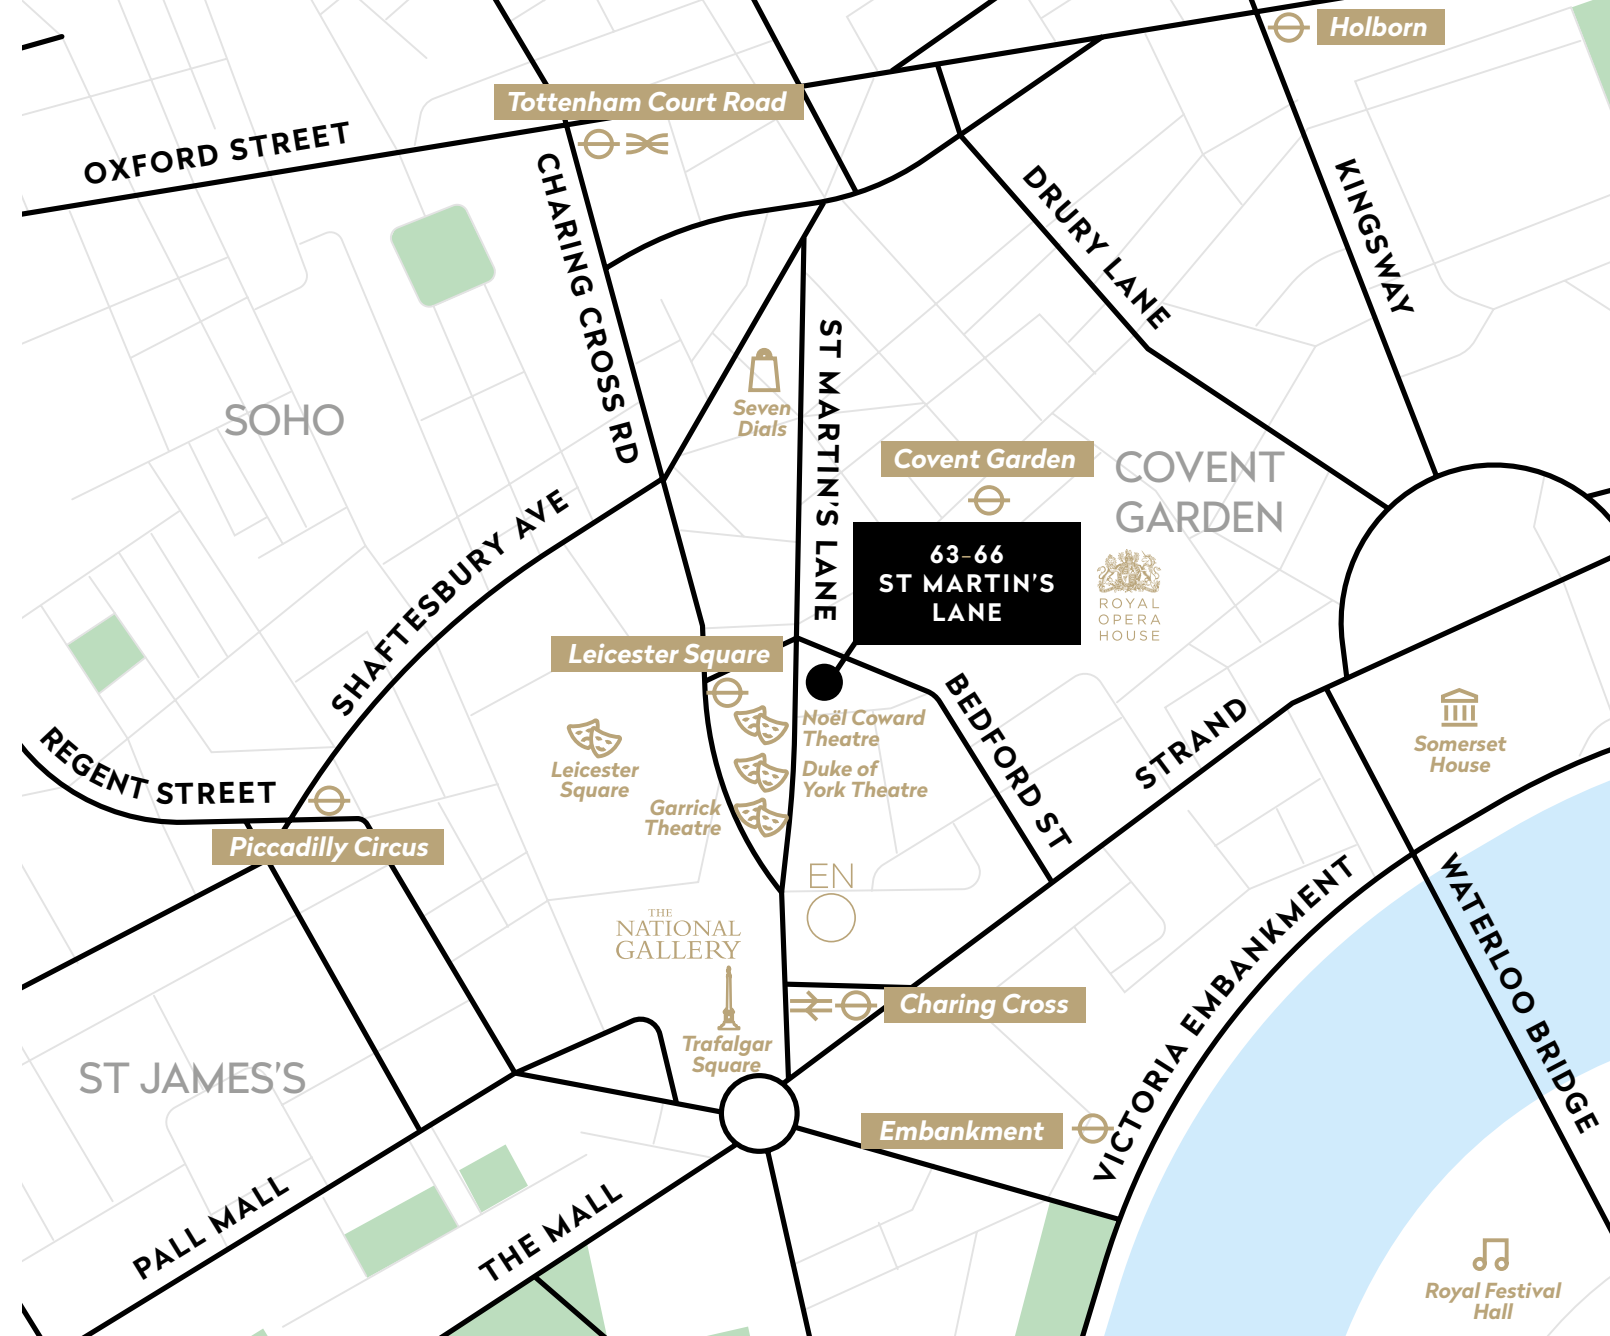 Holborn
Tottenham Court Road
OXFORD STREET
CHARING CROSS RD
DRURY LANE
KINGSWAY
ST MARTIN'S LANE
Seven
Dials
SOHO
Covent Garden
COVENT
GARDEN
SHAFTESBURY AVE
63–66
ST MARTIN'S
LANE
ROYAL
OPERA
HOUSE
Leicester Square
BEDFORD ST
STRAND
REGENT STREET
Noël Coward
Theatre
Leicester
Square
Duke of
York Theatre
Garrick
Theatre
Somerset
House
Piccadilly Circus
EN
VICTORIA EMBANKMENT
WATERLOO BRIDGE
THE
NATIONAL
GALLERY
Charing Cross
Trafalgar
Square
ST JAMES'S
Embankment
PALL MALL
THE MALL
Royal Festival
Hall